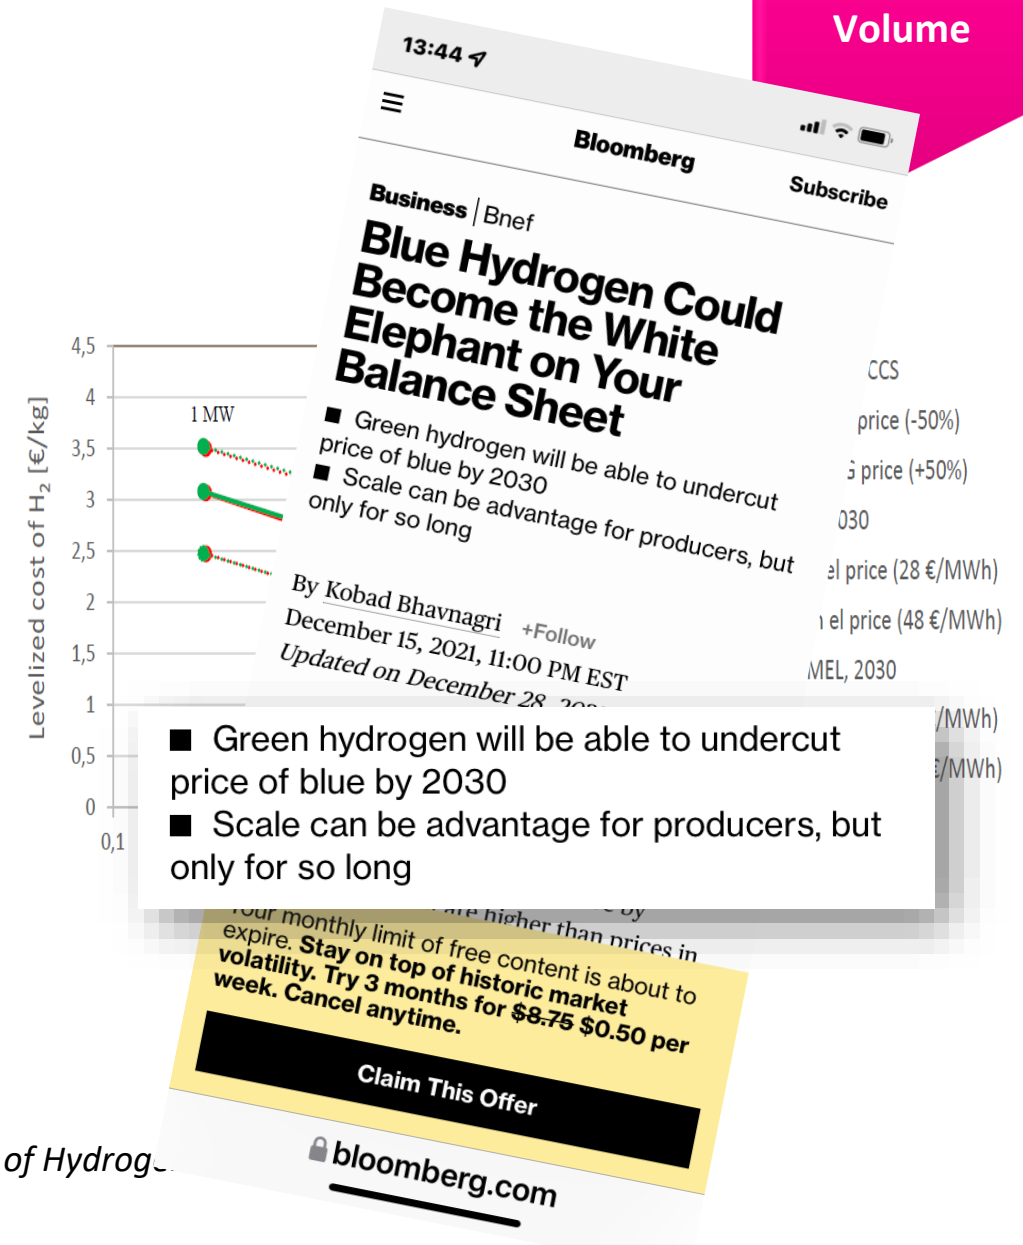 Volume
13:44
Bloomberg
Subscribe
Business | Bnef
Blue Hydrogen Could
Become the White
Elephant on Your
Balance Sheet
■ Green hydrogen will be able to undercut
price of blue by 2030
■ Scale can be advantage for producers, but
only for so long
By Kobad Bhavnagri +Follow
December 15, 2021, 11:00 PM EST
Updated on December 28,
4,5
4
3,5
3
2,5
2
1,5
1
0,5
0
0,1
Levelized cost of H₂ [€/kg]
1 MW
CCS
price (-50%)
G price (+50%)
030
el price (28 €/MWh)
el price (48 €/MWh)
MEL, 2030
/MWh)
€/MWh)
■ Green hydrogen will be able to undercut
price of blue by 2030
■ Scale can be advantage for producers, but
only for so long
by
are higher than prices in
Your monthly limit of free content is about to
expire. Stay on top of historic market
volatility. Try 3 months for $8.75 $0.50 per
week. Cancel anytime.
Claim This Offer
bloomberg.com
of Hydroge